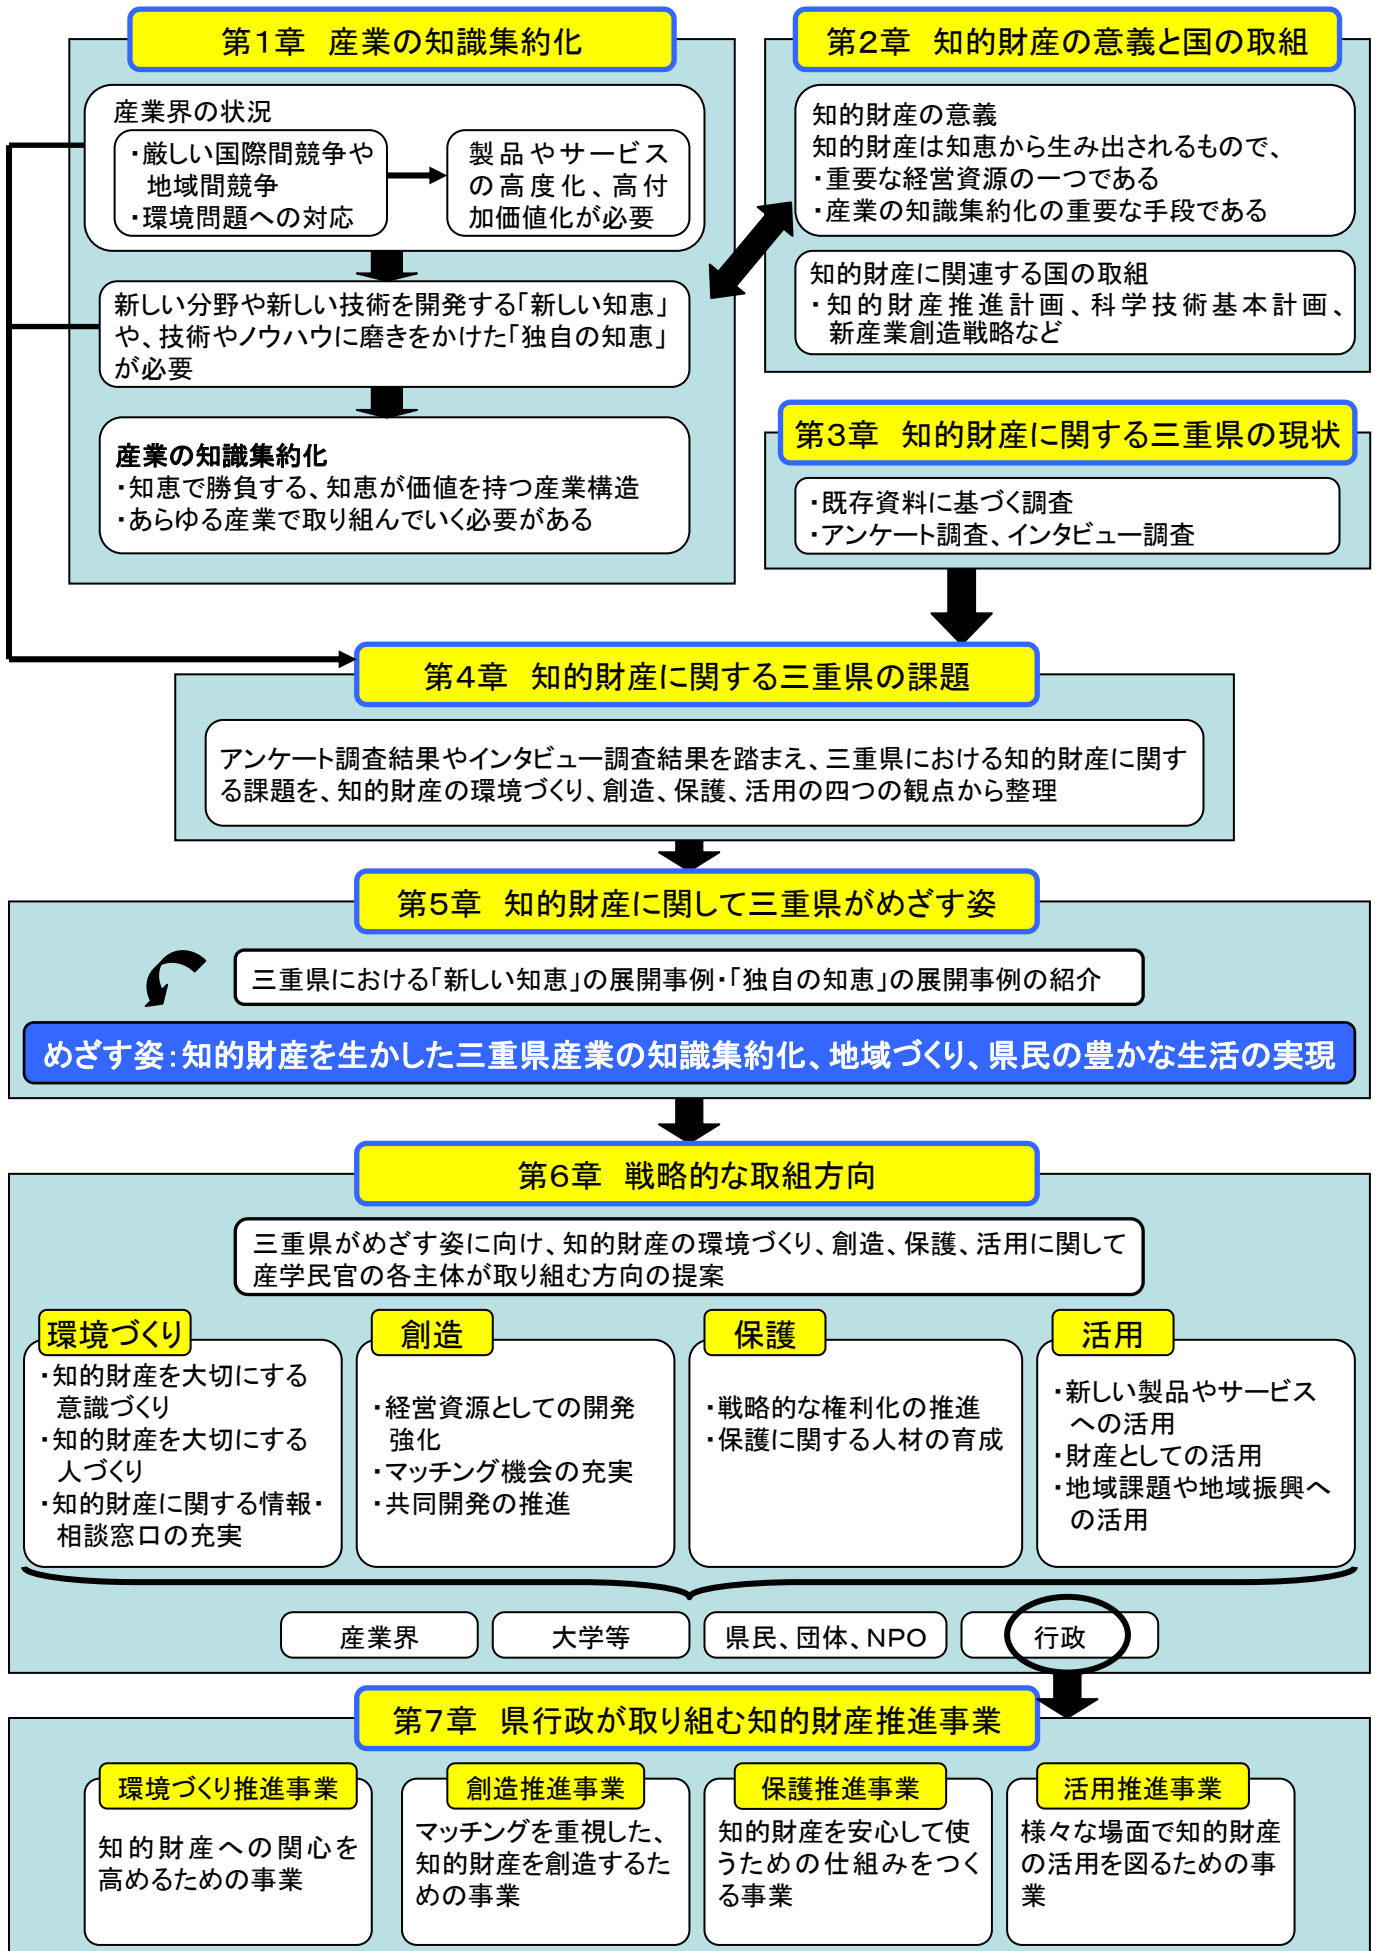 第1章　産業の知識集約化
産業界の状況
・厳しい国際間競争や
地域間競争
・環境問題への対応
製品やサービス
の高度化、高付
加価値化が必要
新しい分野や新しい技術を開発する「新しい知恵」
や、技術やノウハウに磨きをかけた「独自の知恵」
が必要
産業の知識集約化
・知恵で勝負する、知恵が価値を持つ産業構造
・あらゆる産業で取り組んでいく必要がある
第2章　知的財産の意義と国の取組
知的財産の意義
知的財産は知恵から生み出されるもので、
・重要な経営資源の一つである
・産業の知識集約化の重要な手段である
知的財産に関連する国の取組
・知的財産推進計画、科学技術基本計画、
新産業創造戦略など
第3章　知的財産に関する三重県の現状
・既存資料に基づく調査
・アンケート調査、インタビュー調査
第4章　知的財産に関する三重県の課題
アンケート調査結果やインタビュー調査結果を踏まえ、三重県における知的財産に関す
る課題を、知的財産の環境づくり、創造、保護、活用の四つの観点から整理
第5章　知的財産に関して三重県がめざす姿
三重県における「新しい知恵」の展開事例・「独自の知恵」の展開事例の紹介
めざす姿：知的財産を生かした三重県産業の知識集約化、地域づくり、県民の豊かな生活の実現
第6章　戦略的な取組方向
三重県がめざす姿に向け、知的財産の環境づくり、創造、保護、活用に関して
産学民官の各主体が取り組む方向の提案
環境づくり
・知的財産を大切にする
意識づくり
・知的財産を大切にする
人づくり
・知的財産に関する情報・
相談窓口の充実
創造
・経営資源としての開発
強化
・マッチング機会の充実
・共同開発の推進
保護
・戦略的な権利化の推進
・保護に関する人材の育成
活用
・新しい製品やサービス
への活用
・財産としての活用
・地域課題や地域振興へ
の活用
産業界
大学等
県民、団体、NPO
行政
第7章　県行政が取り組む知的財産推進事業
環境づくり推進事業
知的財産への関心を
高めるための事業
創造推進事業
マッチングを重視した、
知的財産を創造するた
めの事業
保護推進事業
知的財産を安心して使
うための仕組みをつく
る事業
活用推進事業
様々な場面で知的財産
の活用を図るための事
業